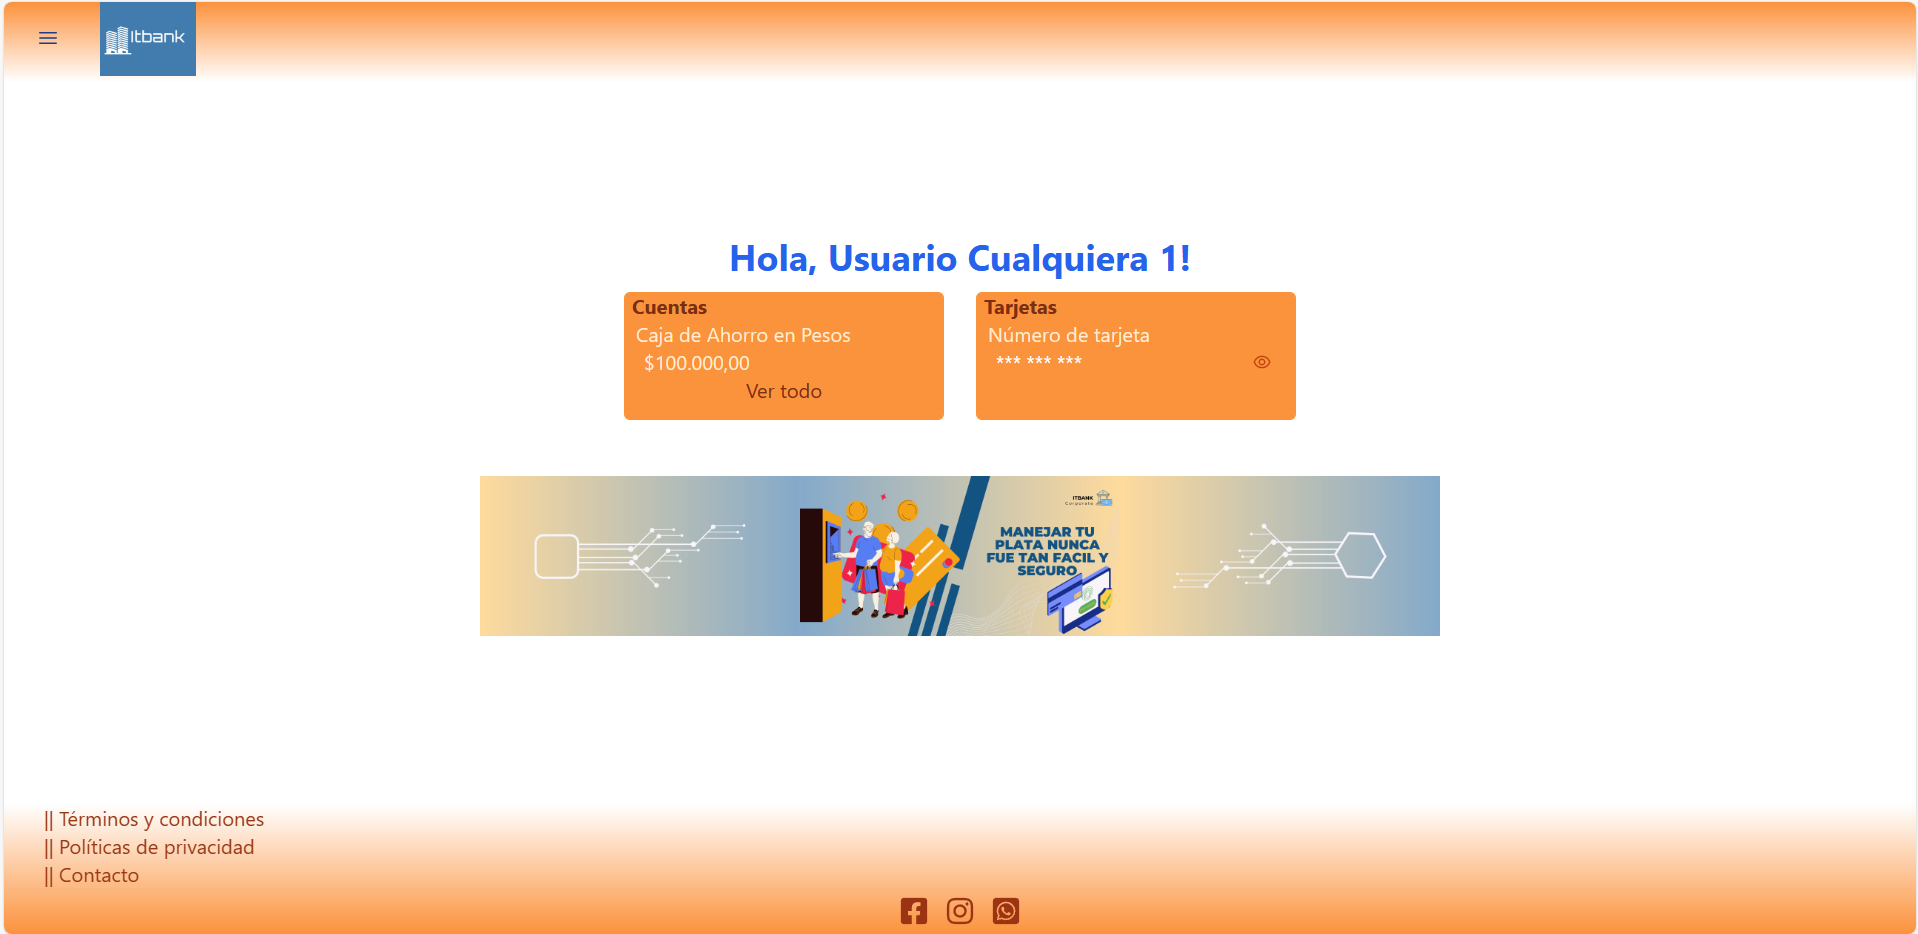 Itbank
Hola, Usuario Cualquiera 1!
Cuentas
Caja de Ahorro en Pesos
$100.000,00
Ver todo
Tarjetas
Número de tarjeta
*** *** ***
ITBANK
Corporate
MANEJAR TU
PLATA NUNCA
FUE TAN FACIL Y
SEGURO
|| Términos y condiciones
|| Políticas de privacidad
|| Contacto